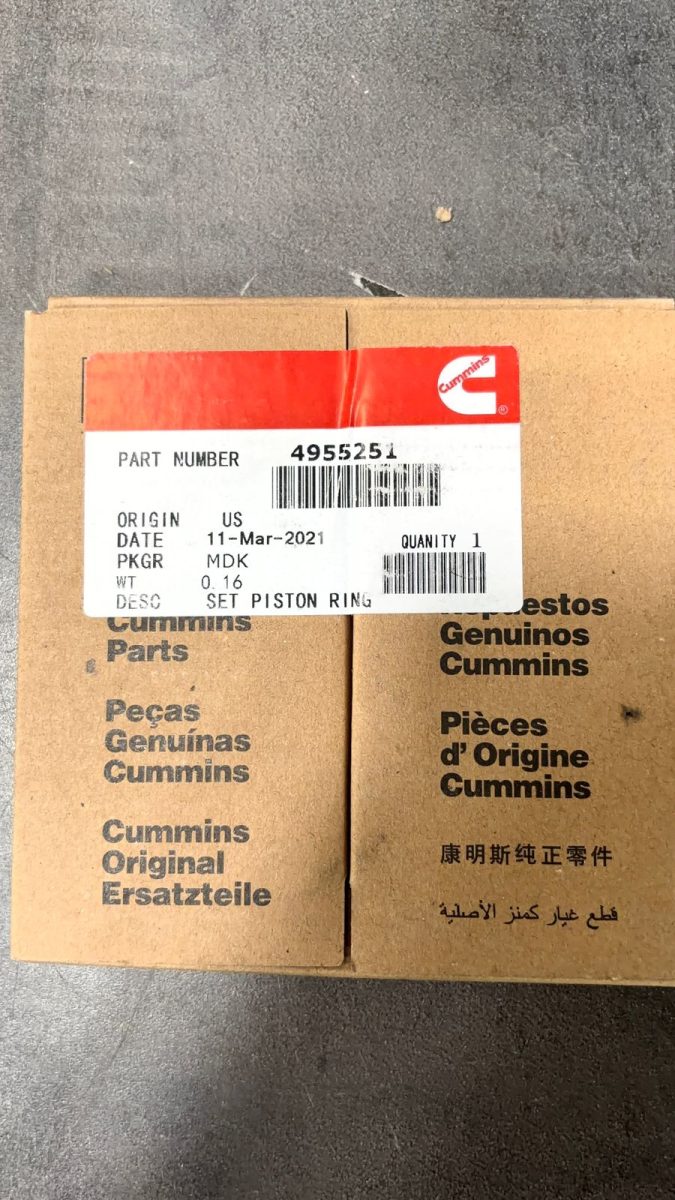 Cummins
®
PART NUMBER 4955251
ORIGIN US
DATE 11-Mar-2021
QUANITY 1
PKGR MDK
WT 0.16
DESC SET PISTON RING
Cummins
Parts
Peças
Genuínas
Cummins
Cummins
Original
Ersatzteile
Repuestos
Genuinos
Cummins
Pièces
d' Origine
Cummins
康明斯纯正零件
قطع غيار كمنز الأصلية